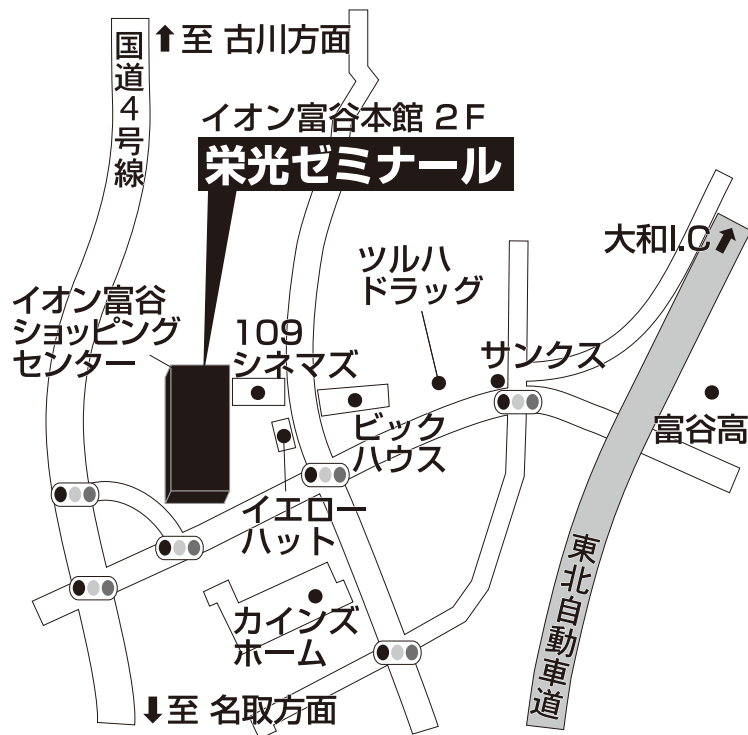 国道4号線
⬆至 古川方面
イオン富谷本館 2F
栄光ゼミナール
大和I.C⬆
ツルハ
ドラッグ
イオン富谷
ショッピング
センター
109
シネマズ
サンクス
富谷高
ビック
ハウス
イエロー
ハット
東北自動車道
カインズ
ホーム
⬇至 名取方面